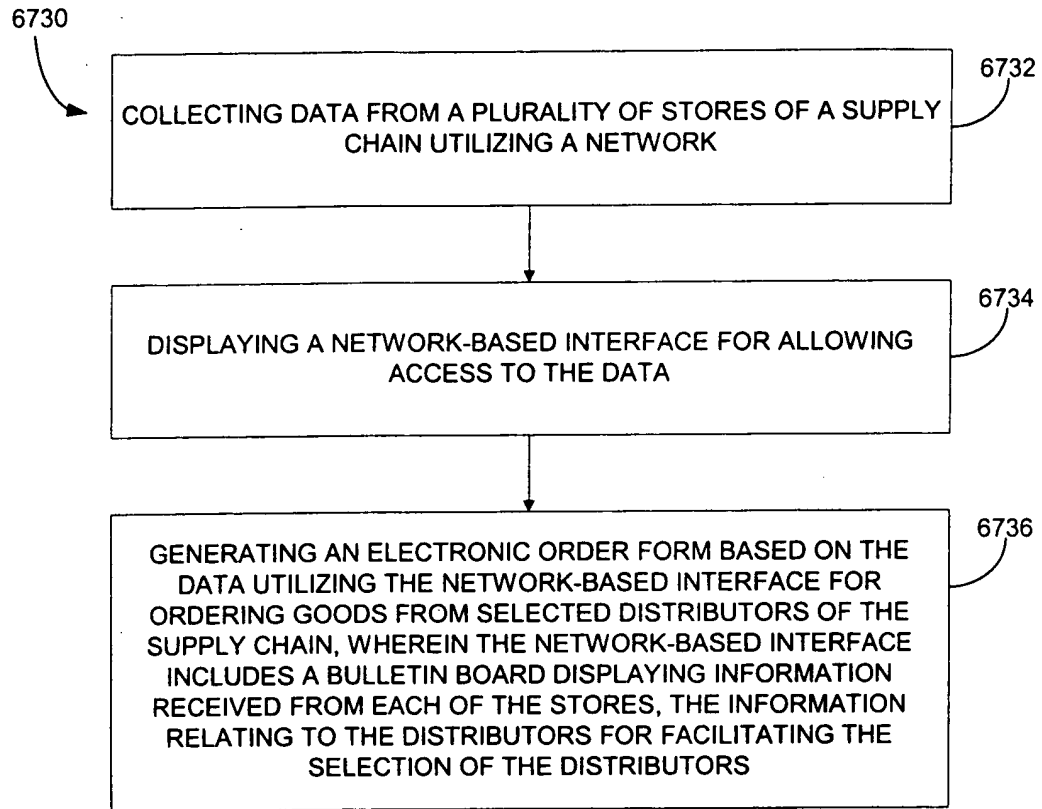 6730
6732
COLLECTING DATA FROM A PLURALITY OF STORES OF A SUPPLY
CHAIN UTILIZING A NETWORK
6734
DISPLAYING A NETWORK-BASED INTERFACE FOR ALLOWING
ACCESS TO THE DATA
6736
GENERATING AN ELECTRONIC ORDER FORM BASED ON THE
DATA UTILIZING THE NETWORK-BASED INTERFACE FOR
ORDERING GOODS FROM SELECTED DISTRIBUTORS OF THE
SUPPLY CHAIN, WHEREIN THE NETWORK-BASED INTERFACE
INCLUDES A BULLETIN BOARD DISPLAYING INFORMATION
RECEIVED FROM EACH OF THE STORES, THE INFORMATION
RELATING TO THE DISTRIBUTORS FOR FACILITATING THE
SELECTION OF THE DISTRIBUTORS